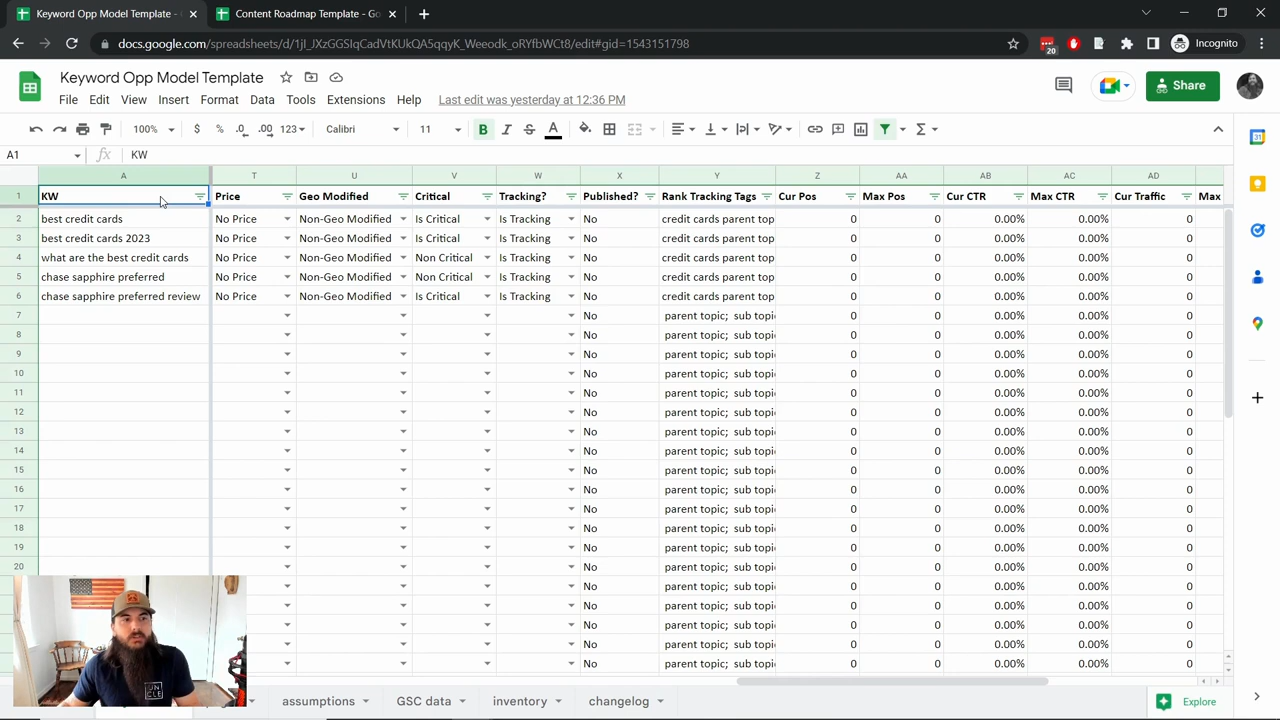 Keyword Opp Model Template -
Content Roadmap Template - Go
docs.google.com/spreadsheets/d/
/edit#gid=1543151798
20
Incognito
Keyword Opp Model Template
File Edit View Insert Format Data Tools Extensions Help Last edit was yesterday at 12:36 PM
Share
100% $ % .0 .00 123 Calibri 11 B I S A
A1 fx KW
A T U V W X Y Z AA AB AC AD
1 KW Price Geo Modified Critical Tracking? Published? Rank Tracking Tags Cur Pos Max Pos Cur CTR Max CTR Cur Traffic Max
2 best credit cards No Price Non-Geo Modified Is Critical Is Tracking No credit cards parent top 0 0 0.00% 0.00% 0
3 best credit cards 2023 No Price Non-Geo Modified Is Critical Is Tracking No credit cards parent top 0 0 0.00% 0.00% 0
4 what are the best credit cards No Price Non-Geo Modified Non Critical Is Tracking No credit cards parent top 0 0 0.00% 0.00% 0
5 chase sapphire preferred No Price Non-Geo Modified Non Critical Is Tracking No credit cards parent top 0 0 0.00% 0.00% 0
6 chase sapphire preferred review No Price Non-Geo Modified Is Critical Is Tracking No credit cards parent top 0 0 0.00% 0.00% 0
7 No parent topic; sub topi 0 0 0.00% 0.00% 0
8 No parent topic; sub topi 0 0 0.00% 0.00% 0
9 No parent topic; sub topi 0 0 0.00% 0.00% 0
10 No parent topic; sub topi 0 0 0.00% 0.00% 0
11 No parent topic; sub topi 0 0 0.00% 0.00% 0
12 No parent topic; sub topi 0 0 0.00% 0.00% 0
13 No parent topic; sub topi 0 0 0.00% 0.00% 0
14 No parent topic; sub topi 0 0 0.00% 0.00% 0
15 No parent topic; sub topi 0 0 0.00% 0.00% 0
16 No parent topic; sub topi 0 0 0.00% 0.00% 0
17 No parent topic; sub topi 0 0 0.00% 0.00% 0
18 No parent topic; sub topi 0 0 0.00% 0.00% 0
19 No parent topic; sub topi 0 0 0.00% 0.00% 0
20 No parent topic; sub topi 0 0 0.00% 0.00% 0
No parent topic; sub topi 0 0 0.00% 0.00% 0
No parent topic; sub topi 0 0 0.00% 0.00% 0
No parent topic; sub topi 0 0 0.00% 0.00% 0
No parent topic; sub topi 0 0 0.00% 0.00% 0
No parent topic; sub topi 0 0 0.00% 0.00% 0
UN
CLE
assumptions GSC data inventory changelog Explore